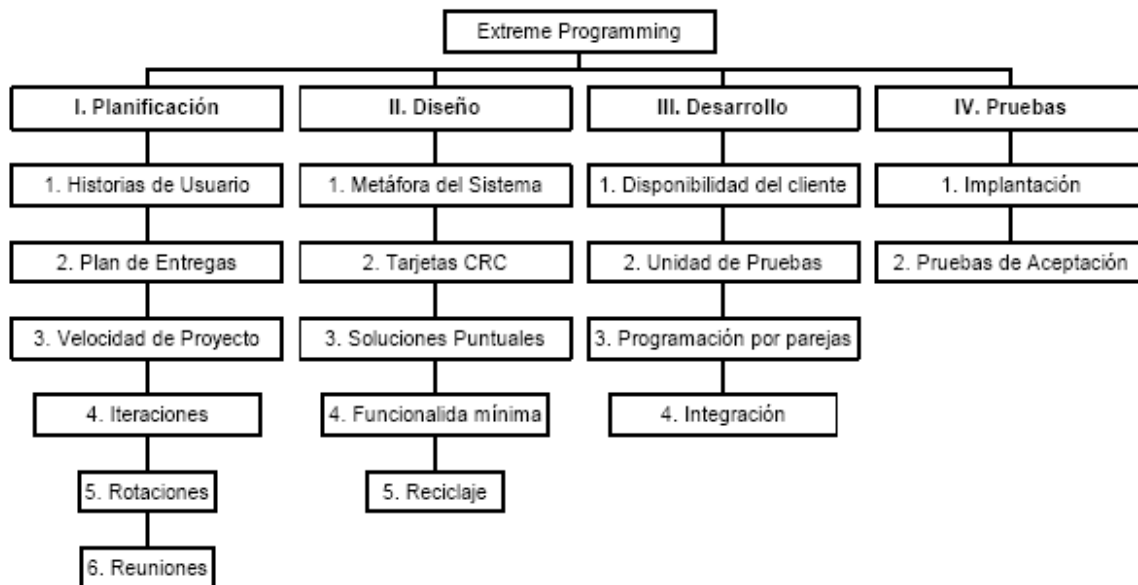 Extreme Programming
I. Planificación
II. Diseño
III. Desarrollo
IV. Pruebas
1. Historias de Usuario
1. Metáfora del Sistema
1. Disponibilidad del cliente
1. Implantación
2. Plan de Entregas
2. Tarjetas CRC
2. Unidad de Pruebas
2. Pruebas de Aceptación
3. Velocidad de Proyecto
3. Soluciones Puntuales
3. Programación por parejas
4. Iteraciones
4. Funcionalida mínima
4. Integración
5. Rotaciones
5. Reciclaje
6. Reuniones